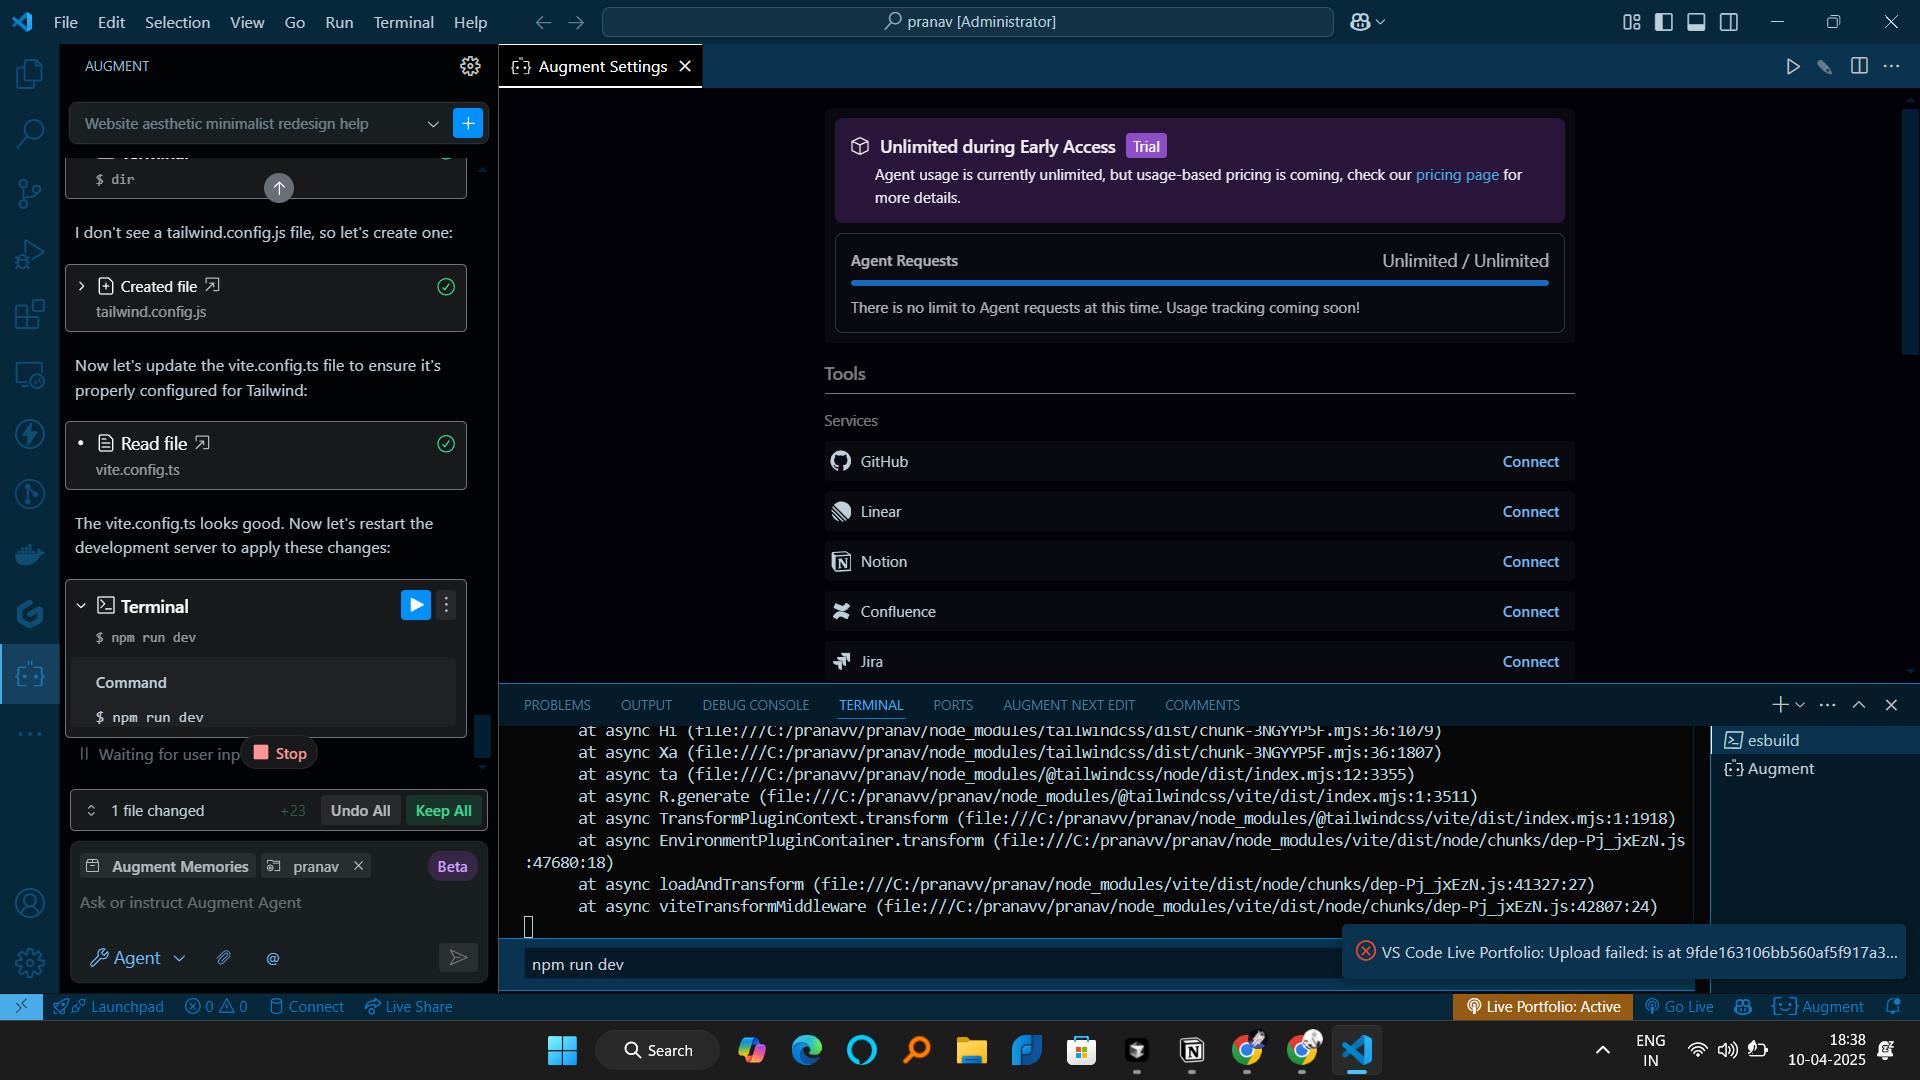 File Edit Selection View Go Run Terminal Help
pranav [Administrator]
AUGMENT
Website aesthetic minimalist redesign help
Terminal
$ dir
I don't see a tailwind.config.js file, so let's create one:
Created file
tailwind.config.js
Now let's update the vite.config.ts file to ensure it's
properly configured for Tailwind:
Read file
vite.config.ts
The vite.config.ts looks good. Now let's restart the
development server to apply these changes:
Terminal
$ npm run dev
Command
$ npm run dev
Waiting for user inp
Stop
1 file changed +23 Undo All Keep All
Augment Memories pranav Beta
Ask or instruct Augment Agent
Agent @
Augment Settings
Unlimited during Early Access Trial
Agent usage is currently unlimited, but usage-based pricing is coming, check our pricing page for
more details.
Agent Requests Unlimited / Unlimited
There is no limit to Agent requests at this time. Usage tracking coming soon!
Tools
Services
GitHub Connect
Linear Connect
Notion Connect
Confluence Connect
Jira Connect
PROBLEMS OUTPUT DEBUG CONSOLE TERMINAL PORTS AUGMENT NEXT EDIT COMMENTS
at async Hi (file:///C:/pranavv/pranav/node_modules/tailwindcss/dist/chunk-3NGYYP5F.mjs:36:1079)
at async Xa (file:///C:/pranavv/pranav/node_modules/tailwindcss/dist/chunk-3NGYYP5F.mjs:36:1807)
at async ta (file:///C:/pranavv/pranav/node_modules/@tailwindcss/node/dist/index.mjs:12:3355)
at async R.generate (file:///C:/pranavv/pranav/node_modules/@tailwindcss/vite/dist/index.mjs:1:3511)
at async TransformPluginContext.transform (file:///C:/pranavv/pranav/node_modules/@tailwindcss/vite/dist/index.mjs:1:1918)
at async EnvironmentPluginContainer.transform (file:///C:/pranavv/pranav/node_modules/vite/dist/node/chunks/dep-Pj_jxEzN.js
:47680:18)
at async loadAndTransform (file:///C:/pranavv/pranav/node_modules/vite/dist/node/chunks/dep-Pj_jxEzN.js:41327:27)
at async viteTransformMiddleware (file:///C:/pranavv/pranav/node_modules/vite/dist/node/chunks/dep-Pj_jxEzN.js:42807:24)
npm run dev
esbuild
Augment
VS Code Live Portfolio: Upload failed: is at 9fde163106bb560af5f917a3...
Launchpad 0 0 Connect Live Share
Live Portfolio: Active Go Live Augment
Search
ENG
IN
18:38
10-04-2025